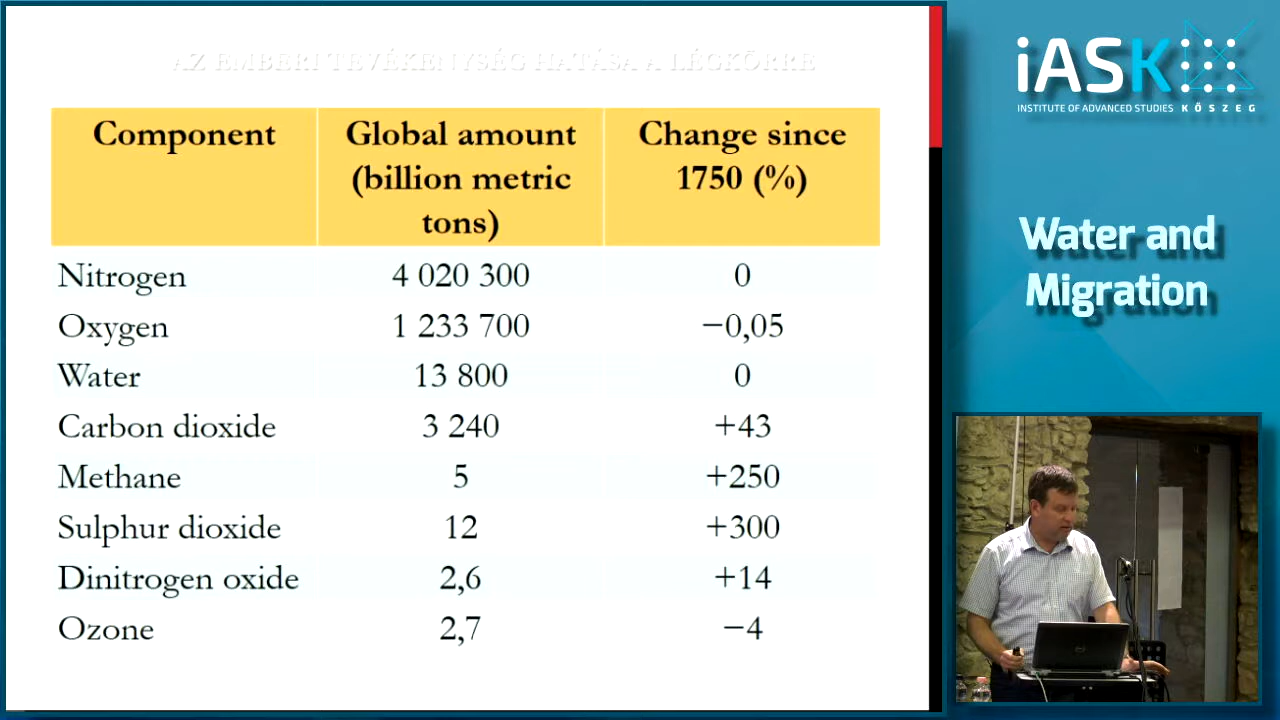 AZ EMBERI TEVÉKENYSÉG HATÁSA A LÉGKÖRRE
Component	Global amount (billion metric tons)	Change since 1750 (%)
Nitrogen	4 020 300	0
Oxygen	1 233 700	−0,05
Water	13 800	0
Carbon dioxide	3 240	+43
Methane	5	+250
Sulphur dioxide	12	+300
Dinitrogen oxide	2,6	+14
Ozone	2,7	−4
iASK
INSTITUTE OF ADVANCED STUDIES KŐSZEG
Water and
Migration